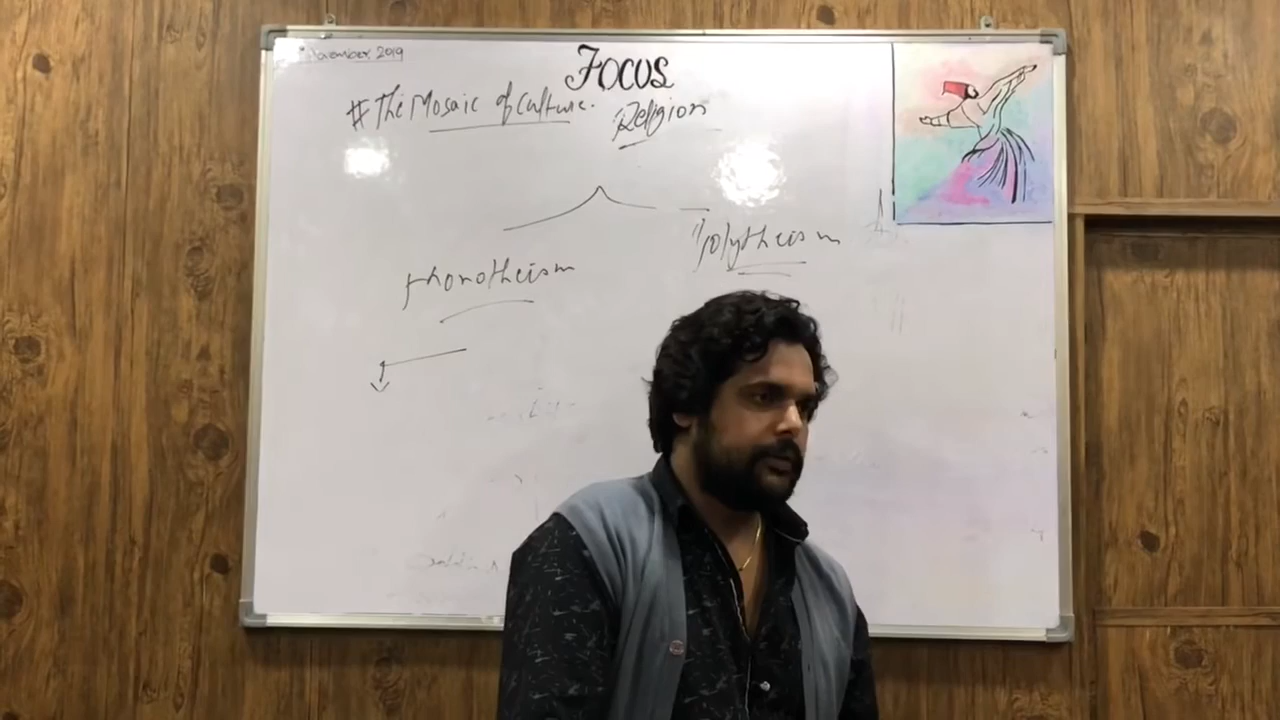 November 2019
FOCUS
# The Mosaic of Culture.
Religion
Monotheism
Polytheism